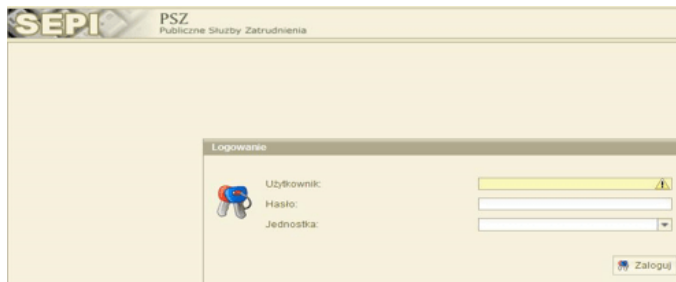 SEPI
PSZ
Publiczne Służby Zatrudnienia
Logowanie
Użytkownik:
Hasło:
Jednostka:
Zaloguj